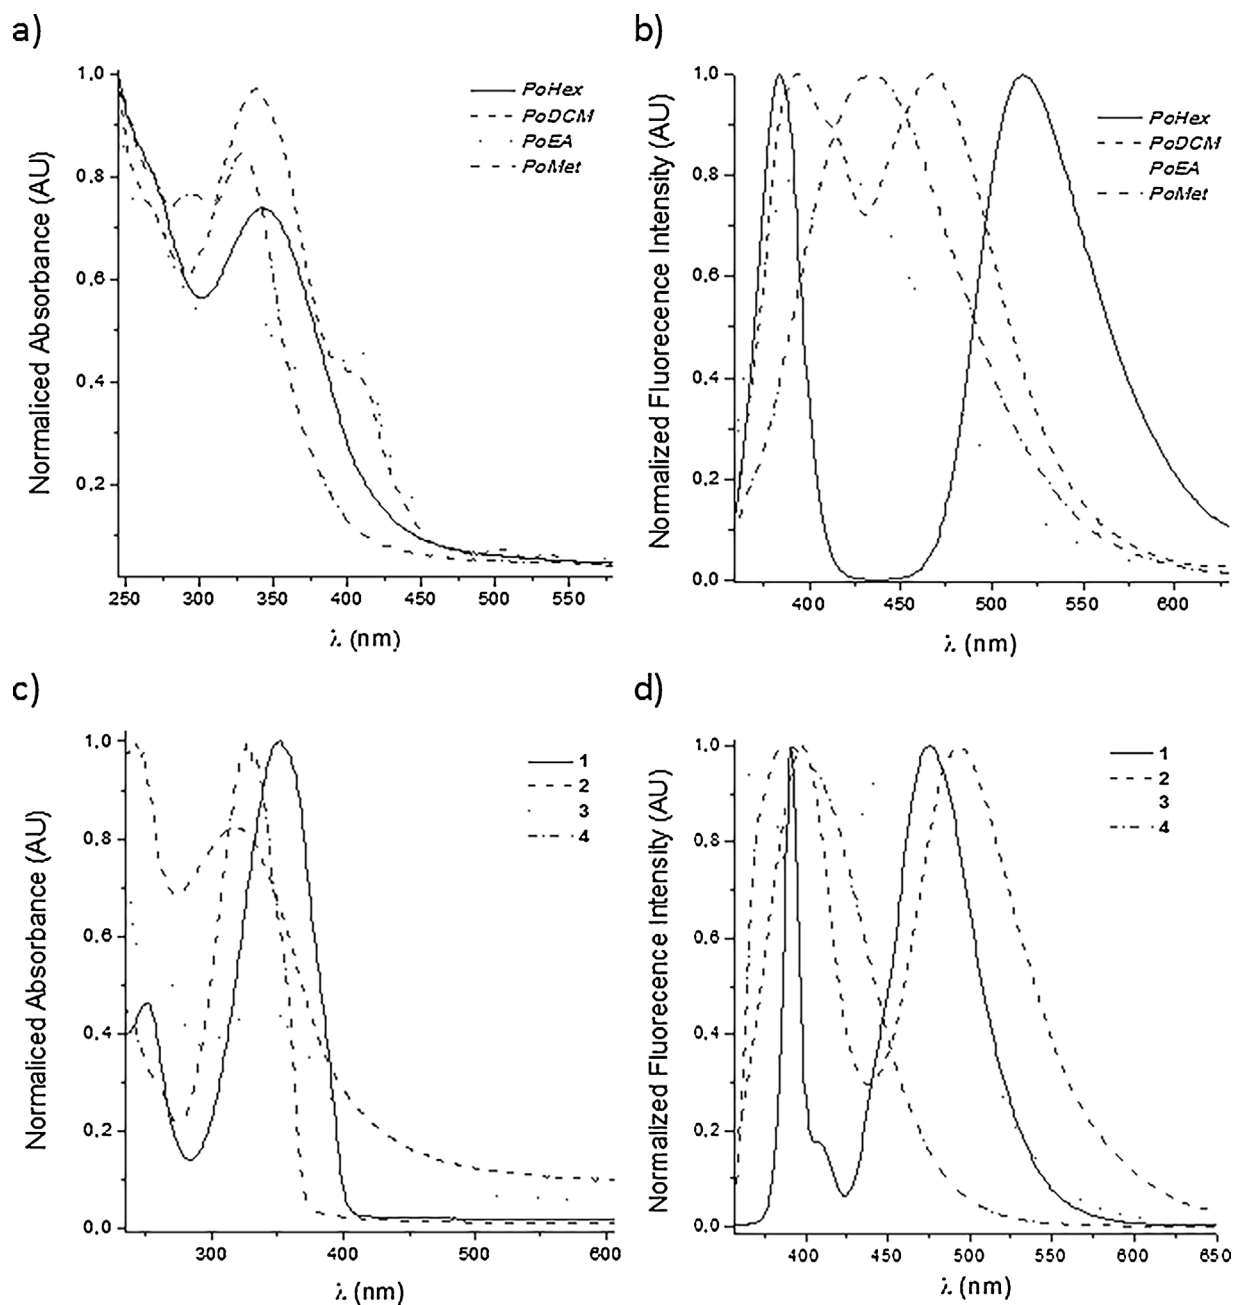 a)
Normaliced Absorbance (AU)
1,0
0,8
0,6
0,4
0,2
250 300 350 400 450 500 550
λ (nm)
PoHex
PoDCM
PoEA
PoMet
b)
Normalized Fluorecence Intensity (AU)
1,0
0,8
0,6
0,4
0,2
0,0
400 450 500 550 600
λ (nm)
PoHex
PoDCM
PoEA
PoMet
c)
Normaliced Absorbance (AU)
1,0
0,8
0,6
0,4
0,2
0,0
300 400 500 600
λ (nm)
1
2
3
4
d)
Normalized Fluorecence Intensity (AU)
1,0
0,8
0,6
0,4
0,2
0,0
400 450 500 550 600 650
λ (nm)
1
2
3
4